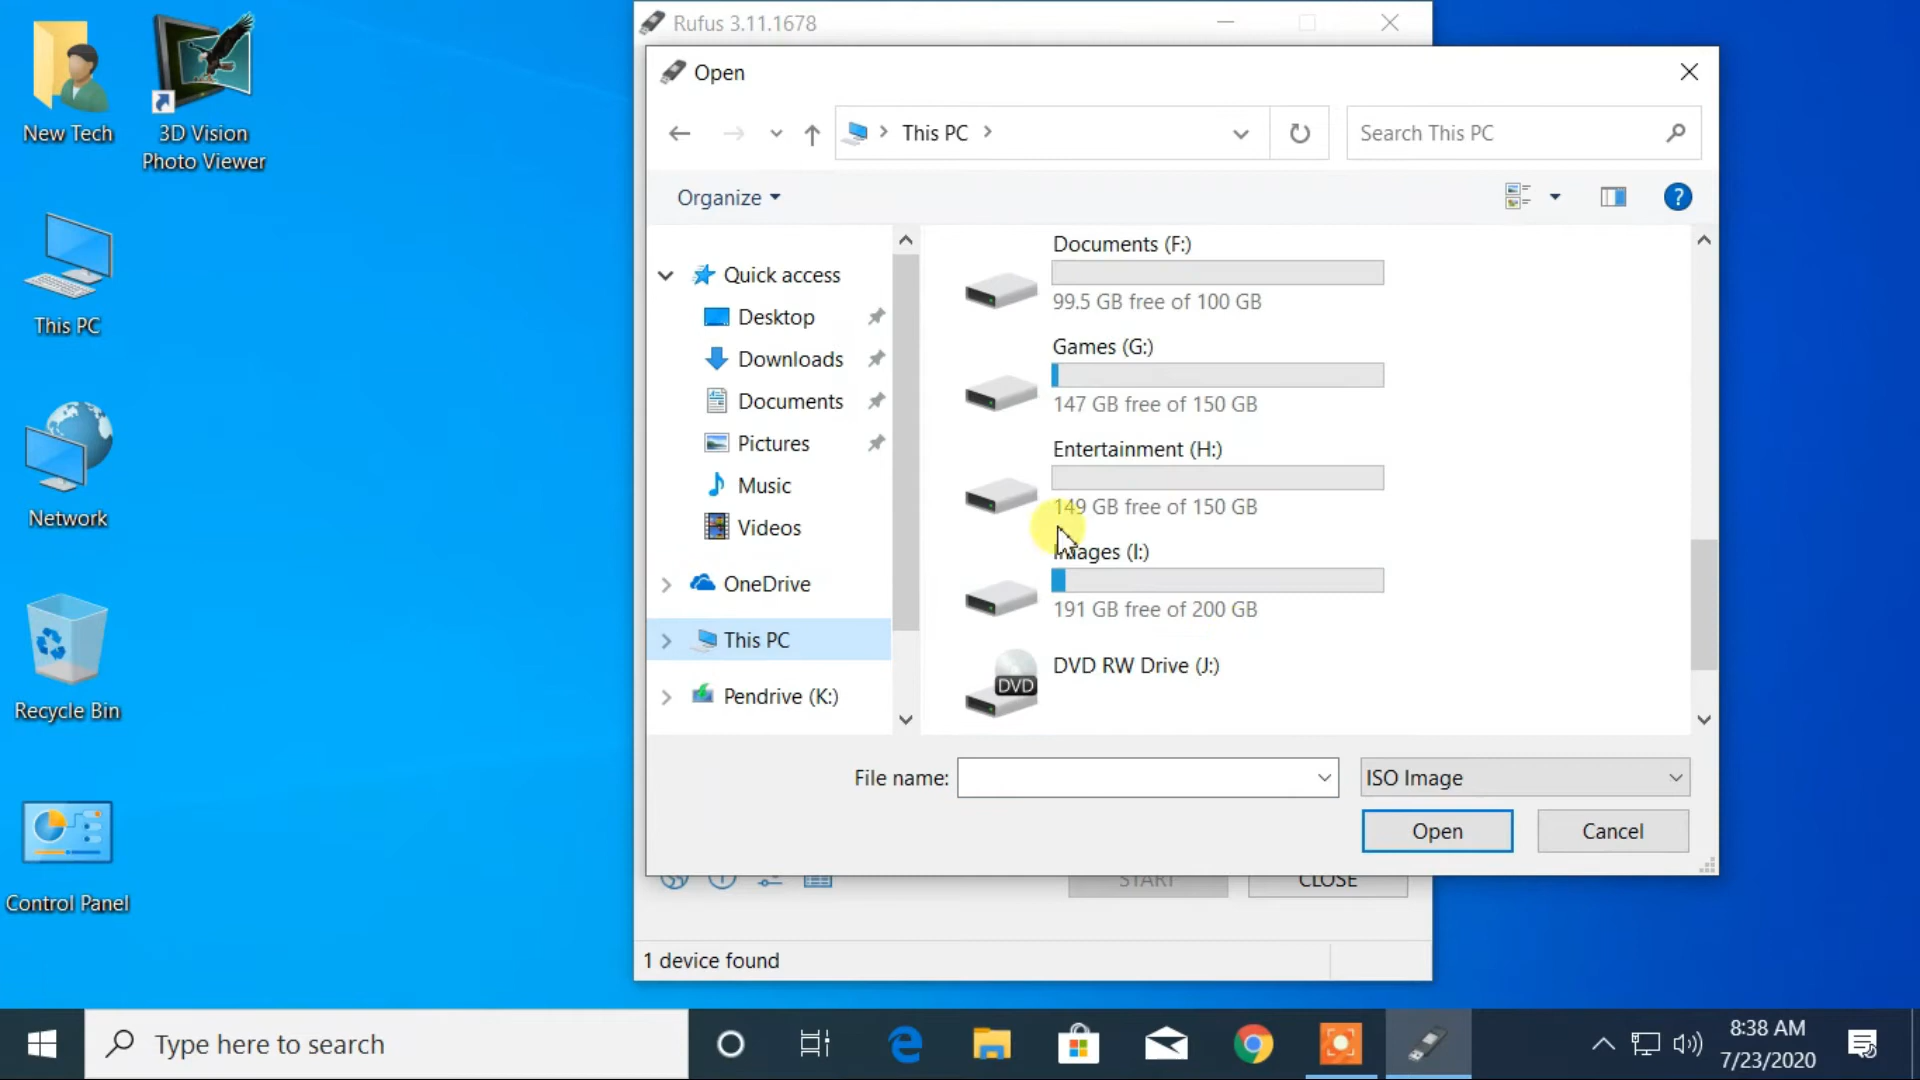 New Tech
3D Vision
Photo Viewer
This PC
Network
Recycle Bin
Control Panel
Rufus 3.11.1678
Open
This PC
Search This PC
Organize
?
Quick access
Desktop
Downloads
Documents
Pictures
Music
Videos
OneDrive
This PC
Pendrive (K:)
Documents (F:)
99.5 GB free of 100 GB
Games (G:)
147 GB free of 150 GB
Entertainment (H:)
149 GB free of 150 GB
Images (I:)
191 GB free of 200 GB
DVD
DVD RW Drive (J:)
File name:
ISO Image
Open
Cancel
START
CLOSE
1 device found
Type here to search
8:38 AM
7/23/2020